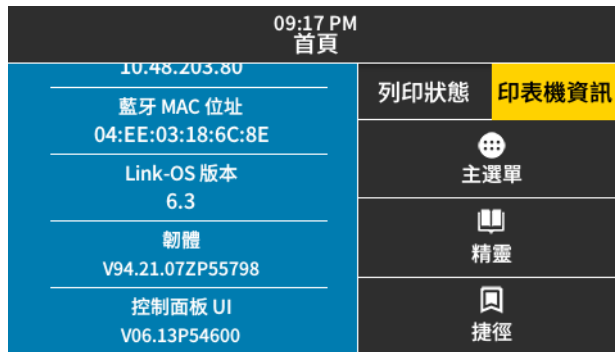 09:17 PM
首頁
10.48.203.80
藍牙 MAC 位址
04:EE:03:18:6C:8E
Link-OS 版本
6.3
韌體
V94.21.07ZP55798
控制面板 UI
V06.13P54600
列印狀態
印表機資訊
主選單
精靈
捷徑